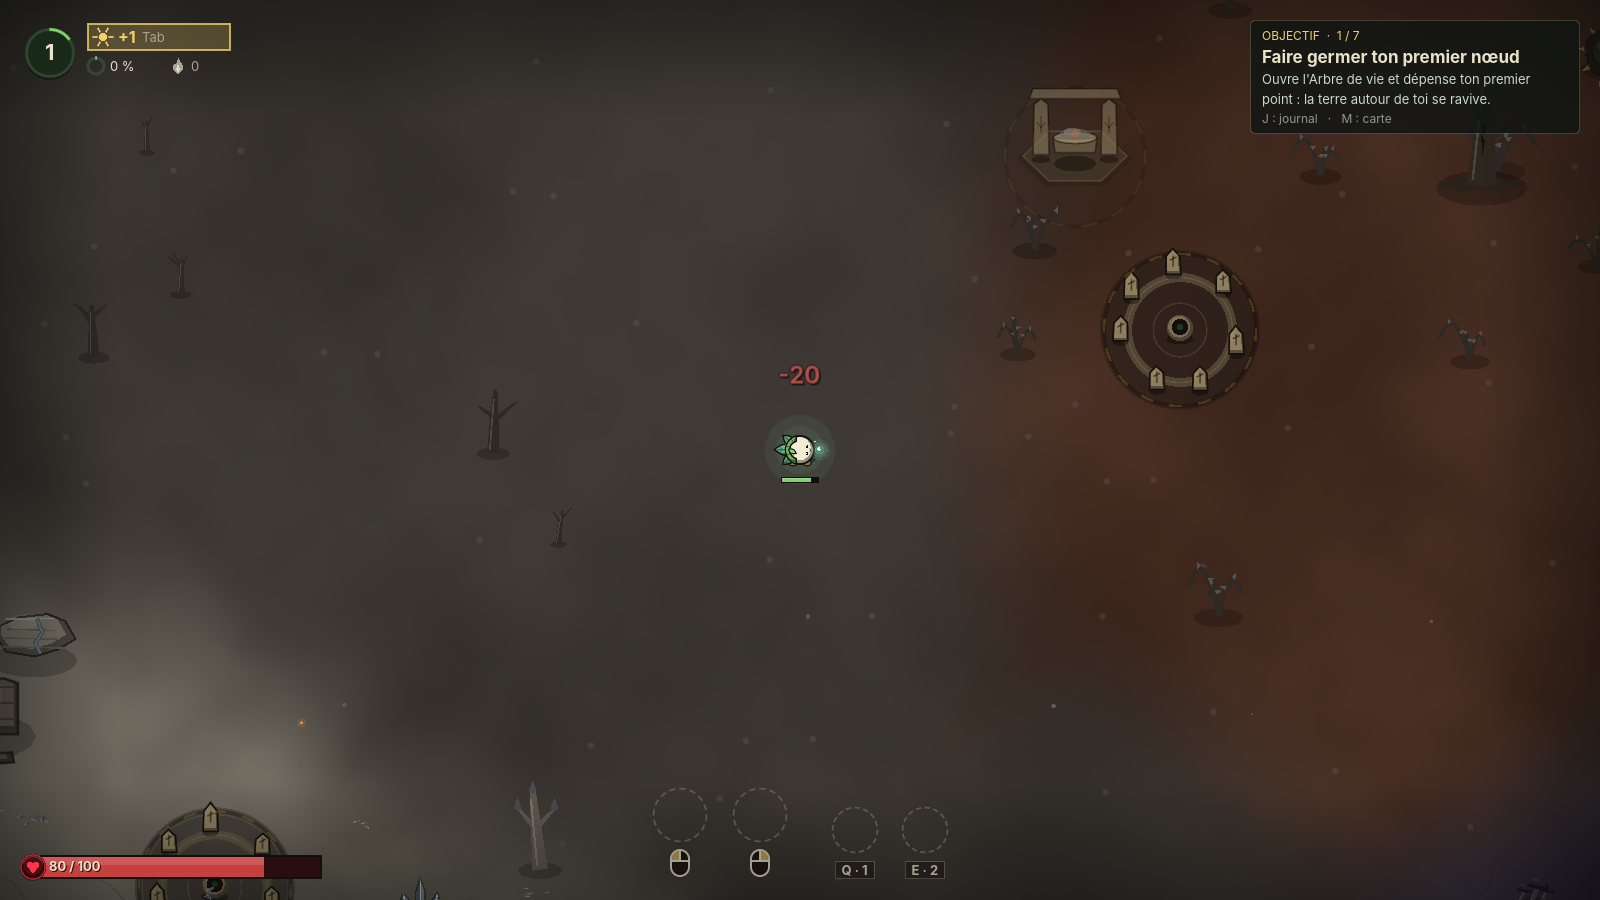 1
+1 Tab
0 %
0
OBJECTIF · 1 / 7
Faire germer ton premier nœud
Ouvre l'Arbre de vie et dépense ton premier
point : la terre autour de toi se ravive.
J : journal · M : carte
-20
80 / 100
Q · 1
E · 2